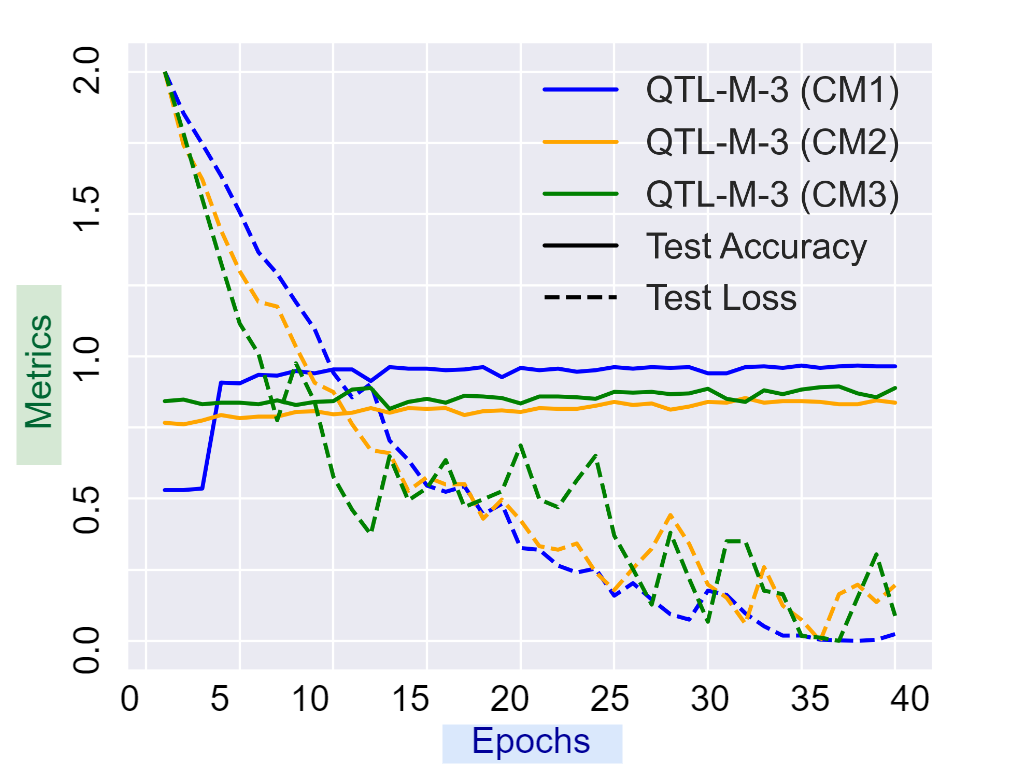 2.0
1.5
1.0
0.5
0.0
Metrics
QTL-M-3 (CM1)
QTL-M-3 (CM2)
QTL-M-3 (CM3)
Test Accuracy
Test Loss
0 5 10 15 20 25 30 35 40
Epochs